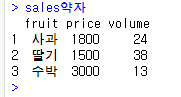 > sales약자
fruit price volume
1 사과 1800 24
2 딸기 1500 38
3 수박 3000 13
>